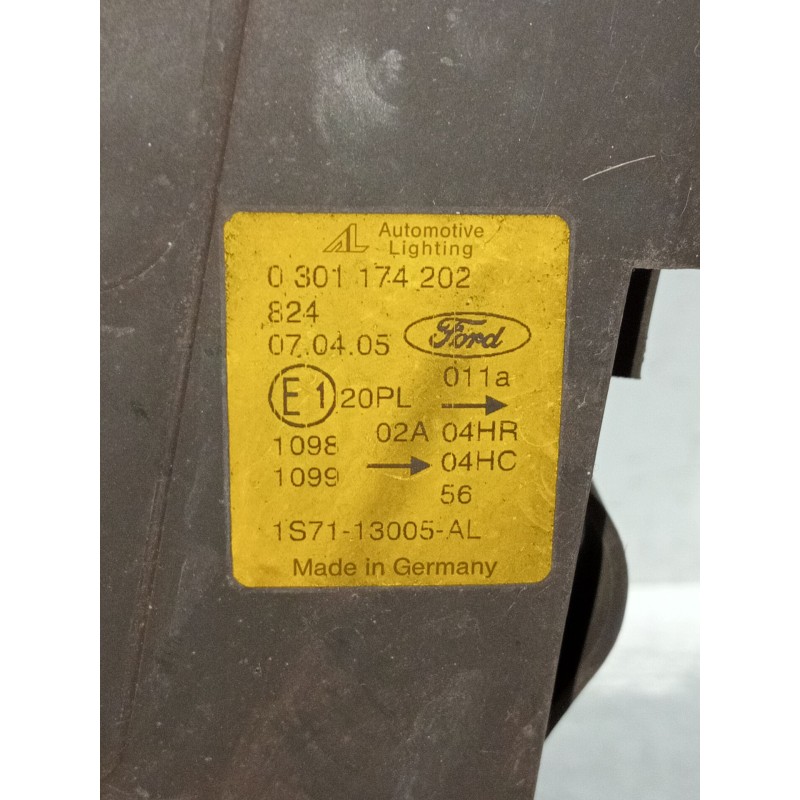 AL Automotive
Lighting
0 301 174 202
824
07.04.05 Ford
011a
E1 20PL
02A 04HR
1098
04HC
1099
56
1S71-13005-AL
Made in Germany